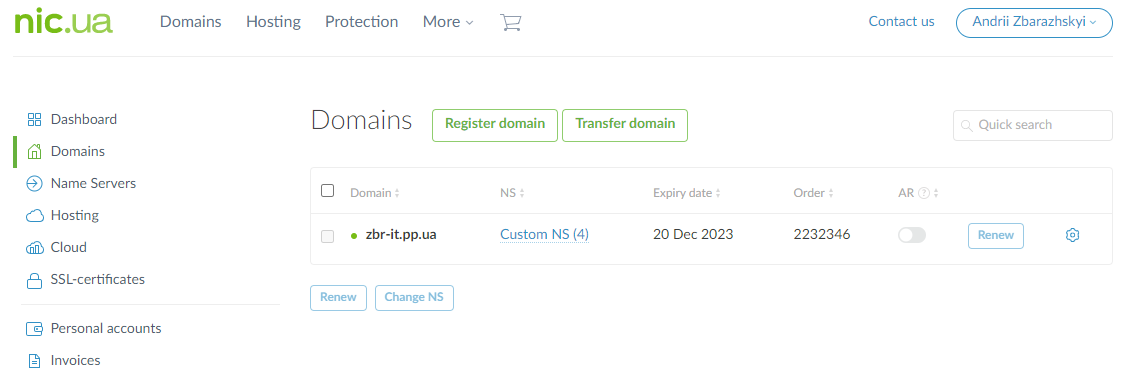 nic.ua Domains Hosting Protection More Contact us Andrii Zbarazhskyi
Dashboard
Domains
Name Servers
Hosting
Cloud
SSL-certificates
Personal accounts
Invoices
Domains Register domain Transfer domain Quick search
Domain NS Expiry date Order AR ?
zbr-it.pp.ua Custom NS (4) 20 Dec 2023 2232346 Renew
Renew Change NS